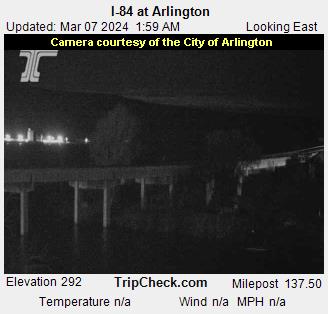 I-84 at Arlington
Updated: Mar 07 2024 1:59 AM Looking East
Camera courtesy of the City of Arlington
Elevation 292 TripCheck.com Milepost 137.50
Temperature n/a Wind n/a MPH n/a